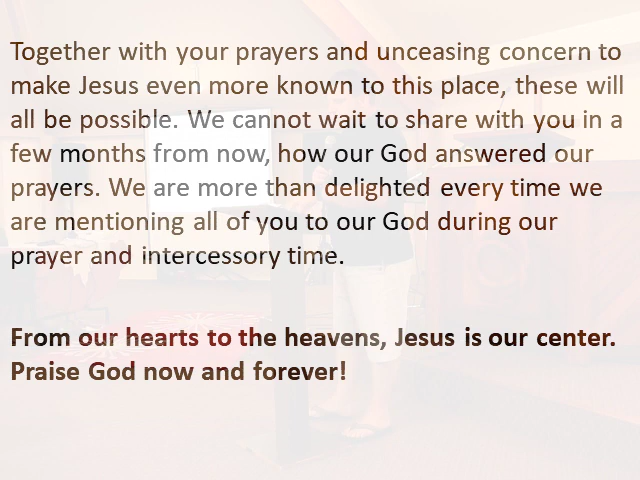 Together with your prayers and unceasing concern to
make Jesus even more known to this place, these will
all be possible. We cannot wait to share with you in a
few months from now, how our God answered our
prayers. We are more than delighted every time we
are mentioning all of you to our God during our
prayer and intercessory time.
From our hearts to the heavens, Jesus is our center.
Praise God now and forever!